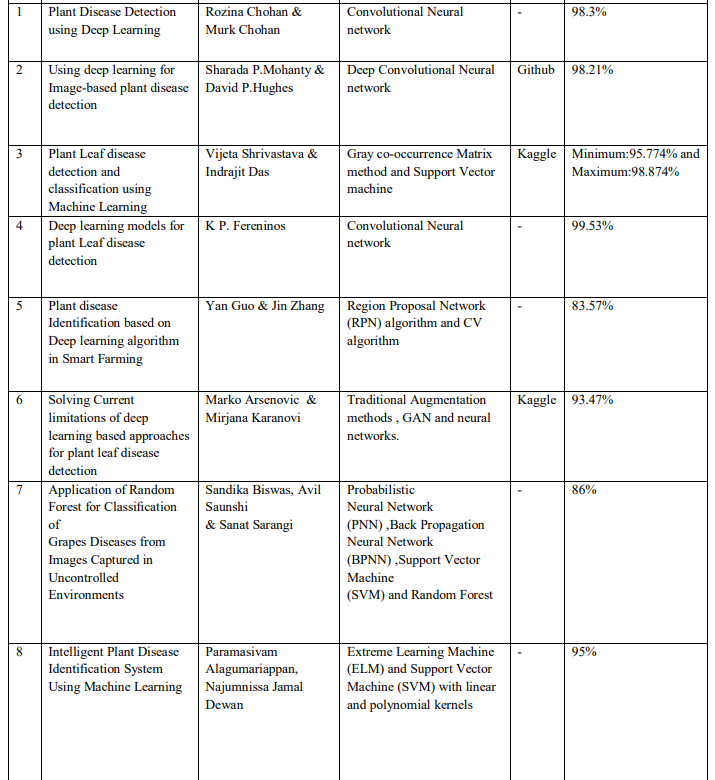 1 Plant Disease Detection using Deep Learning Rozina Chohan & Murk Chohan Convolutional Neural network - 98.3%
2 Using deep learning for Image-based plant disease detection Sharada P.Mohanty & David P.Hughes Deep Convolutional Neural network Github 98.21%
3 Plant Leaf disease detection and classification using Machine Learning Vijeta Shrivastava & Indrajit Das Gray co-occurrence Matrix method and Support Vector machine Kaggle Minimum:95.774% and Maximum:98.874%
4 Deep learning models for plant Leaf disease detection K P. Fereninos Convolutional Neural network - 99.53%
5 Plant disease Identification based on Deep learning algorithm in Smart Farming Yan Guo & Jin Zhang Region Proposal Network (RPN) algorithm and CV algorithm - 83.57%
6 Solving Current limitations of deep learning based approaches for plant leaf disease detection Marko Arsenovic & Mirjana Karanovi Traditional Augmentation methods , GAN and neural networks. Kaggle 93.47%
7 Application of Random Forest for Classification of Grapes Diseases from Images Captured in Uncontrolled Environments Sandika Biswas, Avil Saunshi & Sanat Sarangi Probabilistic Neural Network (PNN) ,Back Propagation Neural Network (BPNN) ,Support Vector Machine (SVM) and Random Forest - 86%
8 Intelligent Plant Disease Identification System Using Machine Learning Paramasivam Alagumariappan, Najumnissa Jamal Dewan Extreme Learning Machine (ELM) and Support Vector Machine (SVM) with linear and polynomial kernels - 95%